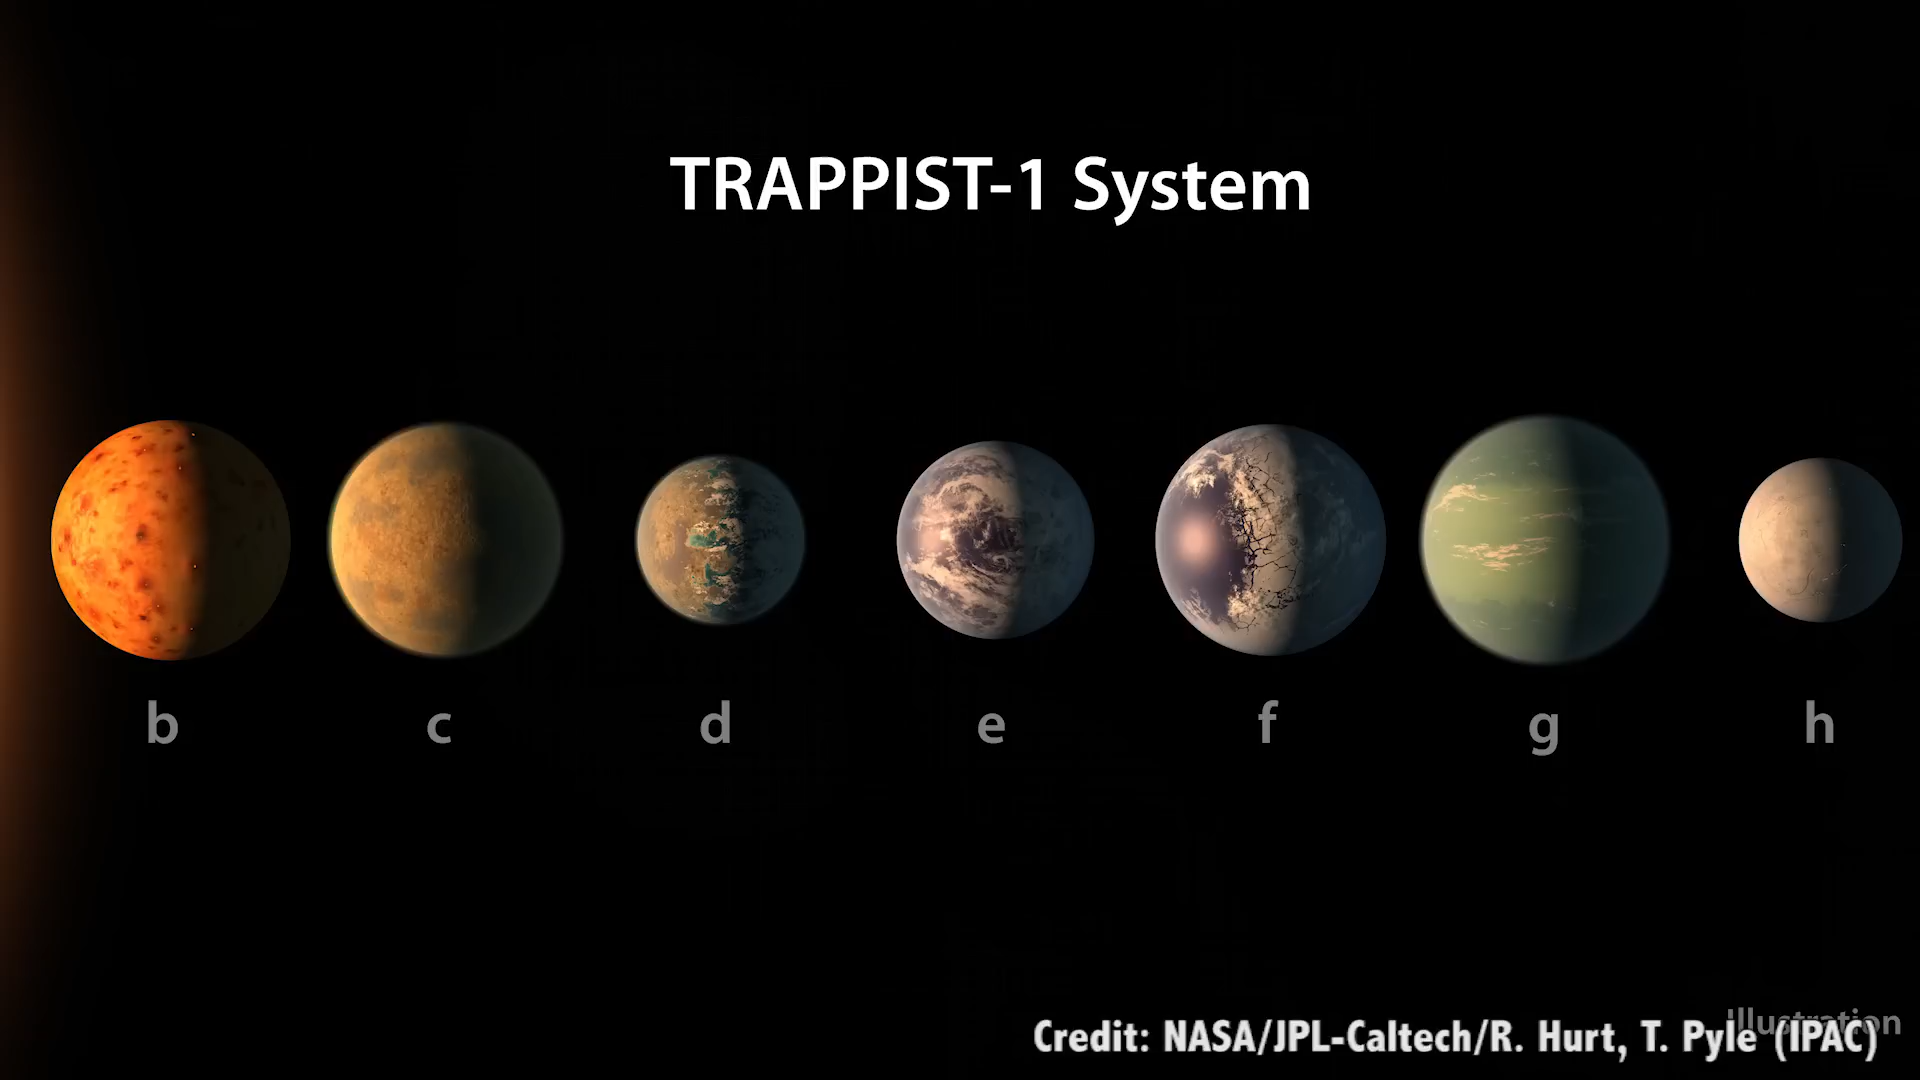 TRAPPIST-1 System
b c d e f g h
Illustration
Credit: NASA/JPL-Caltech/R. Hurt, T. Pyle (IPAC)